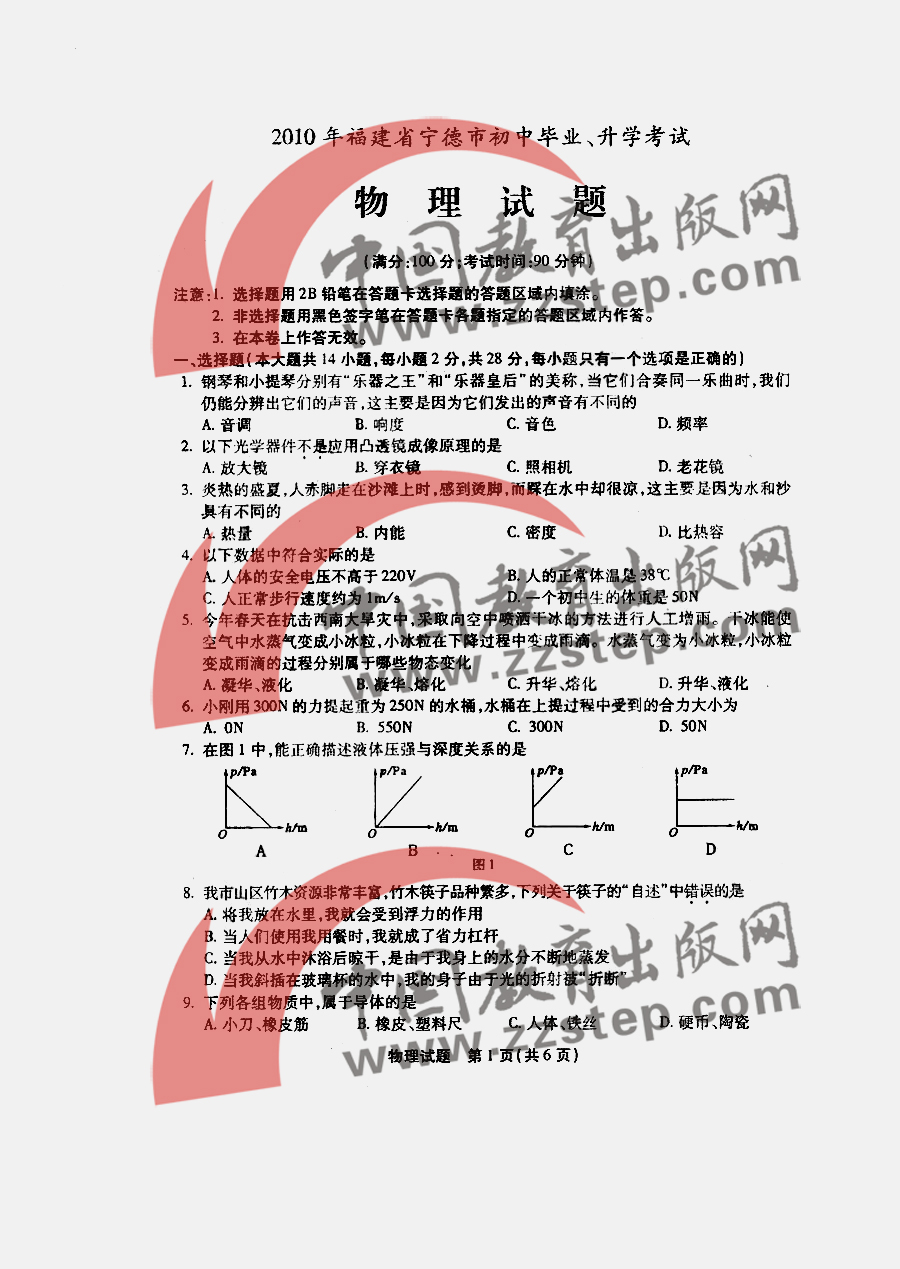 2010年福建省宁德市初中毕业、升学考试
物 理 试 题
(满分:100分;考试时间:90分钟)
注意:1. 选择题用2B铅笔在答题卡选择题的答题区域内填涂。
2. 非选择题用黑色签字笔在答题卡各题指定的答题区域内作答。
3. 在本卷上作答无效。
一、选择题(本大题共14小题,每小题2分,共28分,每小题只有一个选项是正确的)
1. 钢琴和小提琴分别有“乐器之王”和“乐器皇后”的美称,当它们合奏同一乐曲时,我们
仍能分辨出它们的声音,这主要是因为它们发出的声音有不同的
A. 音调 B. 响度 C. 音色 D. 频率
2. 以下光学器件不是应用凸透镜成像原理的是
A. 放大镜 B. 穿衣镜 C. 照相机 D. 老花镜
3. 炎热的盛夏,人赤脚走在沙滩上时,感到烫脚,而踩在水中却很凉,这主要是因为水和沙
具有不同的
A. 热量 B. 内能 C. 密度 D. 比热容
4. 以下数据中符合实际的是
A. 人体的安全电压不高于220V B. 人的正常体温是38℃
C. 人正常步行速度约为1m/s D. 一个初中生的体重是50N
5. 今年春天在抗击西南大旱灾中,采取向空中喷洒干冰的方法进行人工增雨。干冰能使
空气中水蒸气变成小冰粒,小冰粒在下降过程中变成雨滴。水蒸气变为小冰粒,小冰粒
变成雨滴的过程分别属于哪些物态变化
A. 凝华、液化 B. 凝华、熔化 C. 升华、熔化 D. 升华、液化
6. 小刚用300N的力提起重为250N的水桶,水桶在上提过程中受到的合力大小为
A. 0N B. 550N C. 300N D. 50N
7. 在图1中,能正确描述液体压强与深度关系的是
p/Pa p/Pa p/Pa p/Pa
O h/m O h/m O h/m O h/m
A B C D
图1
8. 我市山区竹木资源非常丰富,竹木筷子品种繁多,下列关于筷子的“自述”中错误的是
A. 将我放在水里,我就会受到浮力的作用
B. 当人们使用我用餐时,我就成了省力杠杆
C. 当我从水中沐浴后晾干,是由于我身上的水分不断地蒸发
D. 当我斜插在玻璃杯的水中,我的身子由于光的折射被“折断”
9. 下列各组物质中,属于导体的是
A. 小刀、橡皮筋 B. 橡皮、塑料尺 C. 人体、铁丝 D. 硬币、陶瓷
物理试题 第1页(共6页)
中国教育出版网
www.zzstep.com
中国教育出版网
www.zzstep.com
中国教育出版网
www.zzstep.com